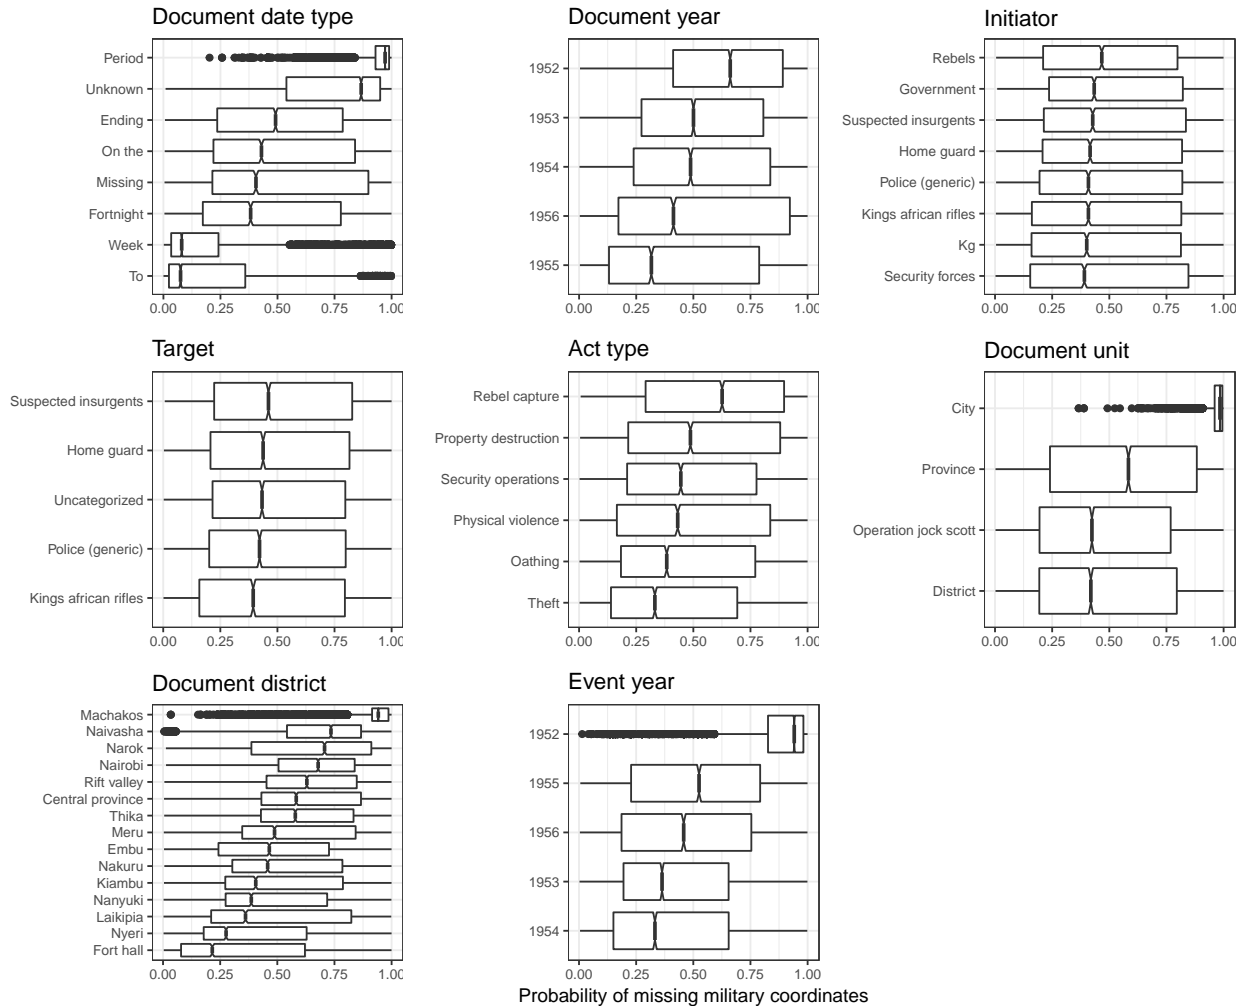 Document date type
Period
Unknown
Ending
On the
Missing
Fortnight
Week
To
0.00 0.25 0.50 0.75 1.00
Document year
1952
1953
1954
1956
1955
0.00 0.25 0.50 0.75 1.00
Initiator
Rebels
Government
Suspected insurgents
Home guard
Police (generic)
Kings african rifles
Kg
Security forces
0.00 0.25 0.50 0.75 1.00
Target
Suspected insurgents
Home guard
Uncategorized
Police (generic)
Kings african rifles
0.00 0.25 0.50 0.75 1.00
Act type
Rebel capture
Property destruction
Security operations
Physical violence
Oathing
Theft
0.00 0.25 0.50 0.75 1.00
Document unit
City
Province
Operation jock scott
District
0.00 0.25 0.50 0.75 1.00
Document district
Machakos
Naivasha
Narok
Nairobi
Rift valley
Central province
Thika
Meru
Embu
Nakuru
Kiambu
Nanyuki
Laikipia
Nyeri
Fort hall
0.00 0.25 0.50 0.75 1.00
Event year
1952
1955
1956
1953
1954
0.00 0.25 0.50 0.75 1.00
Probability of missing military coordinates